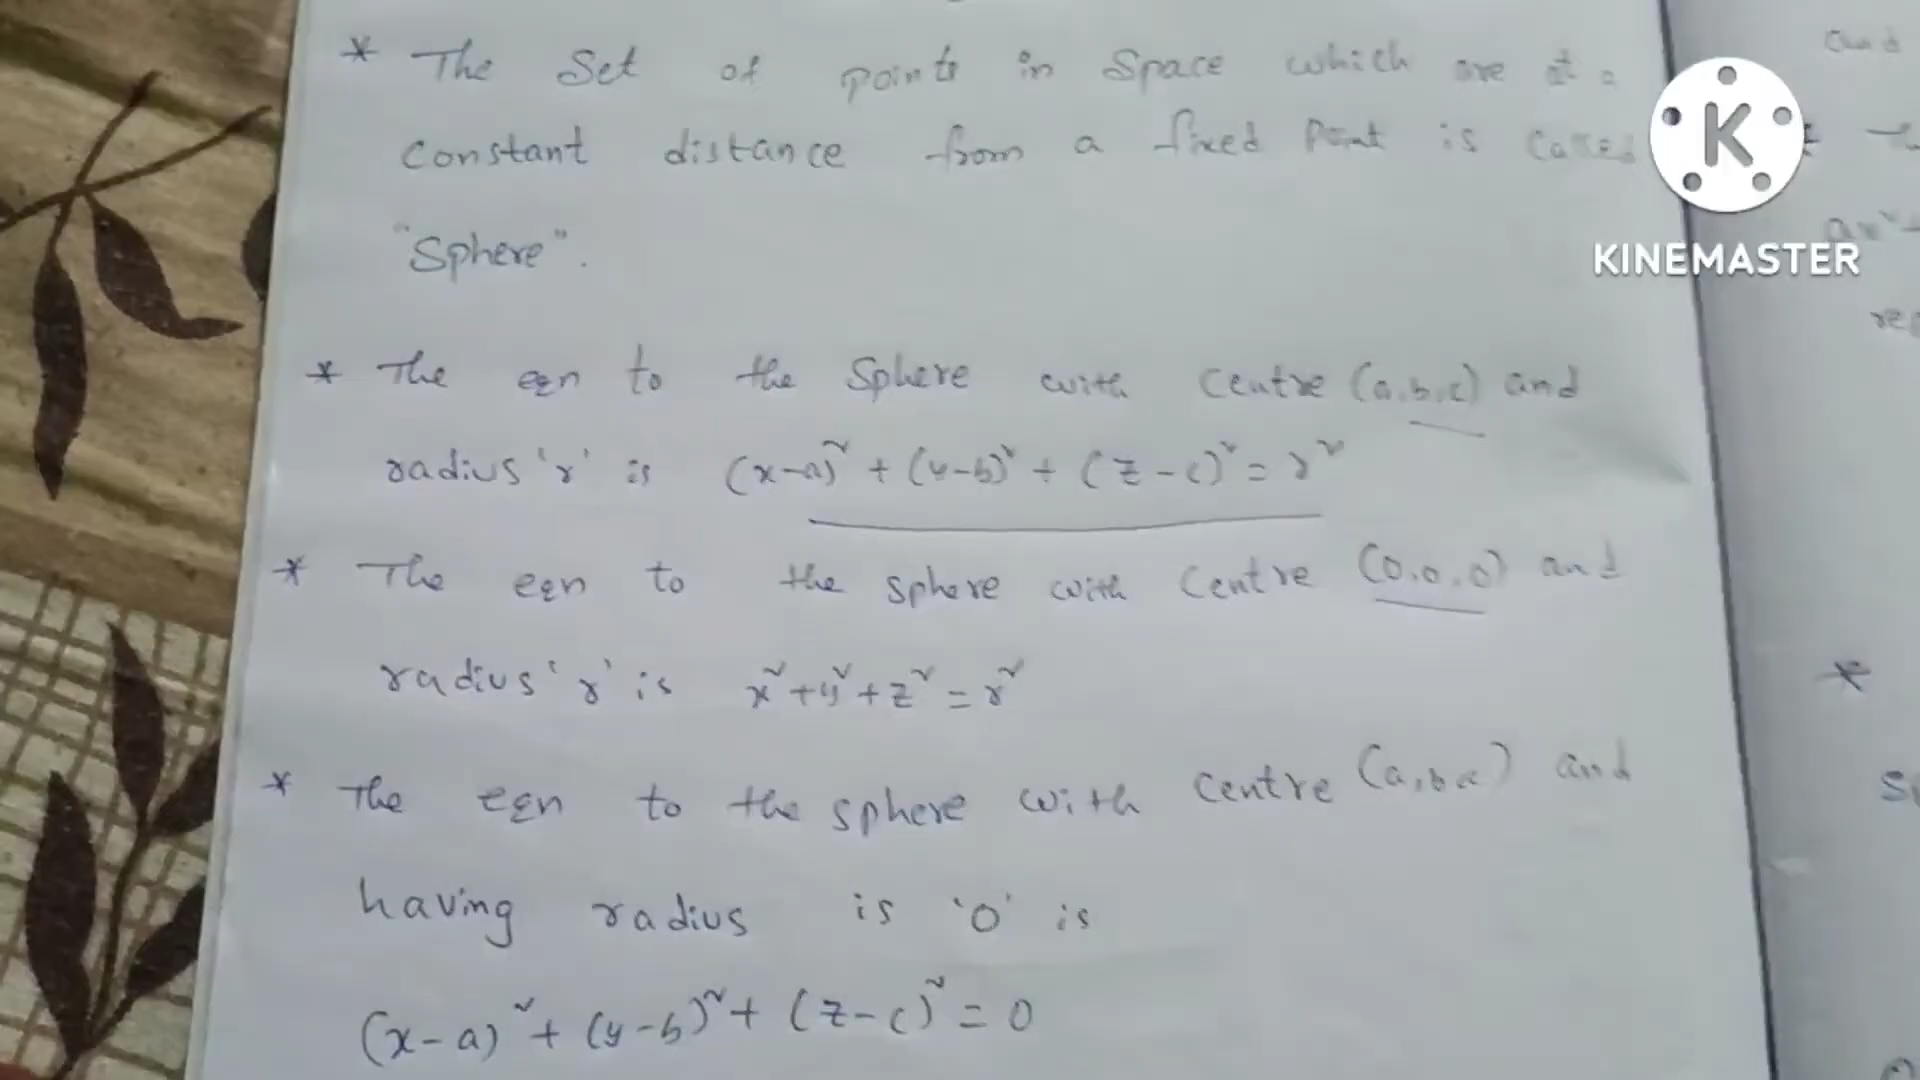 * The Set of points in Space which are at a
constant distance from a fixed Point is called
"Sphere".
* The eqn to the Sphere with centre (a,b,c) and
radius 'r' is (x-a)² + (y-b)² + (z-c)² = r²
* The eqn to the sphere with centre (0,0,0) and
radius 'r' is x²+y²+z² = r²
* The eqn to the sphere with centre (a,b,c) and
having radius is '0' is
(x-a)² + (y-b)² + (z-c)² = 0
and
K
KINEMASTER